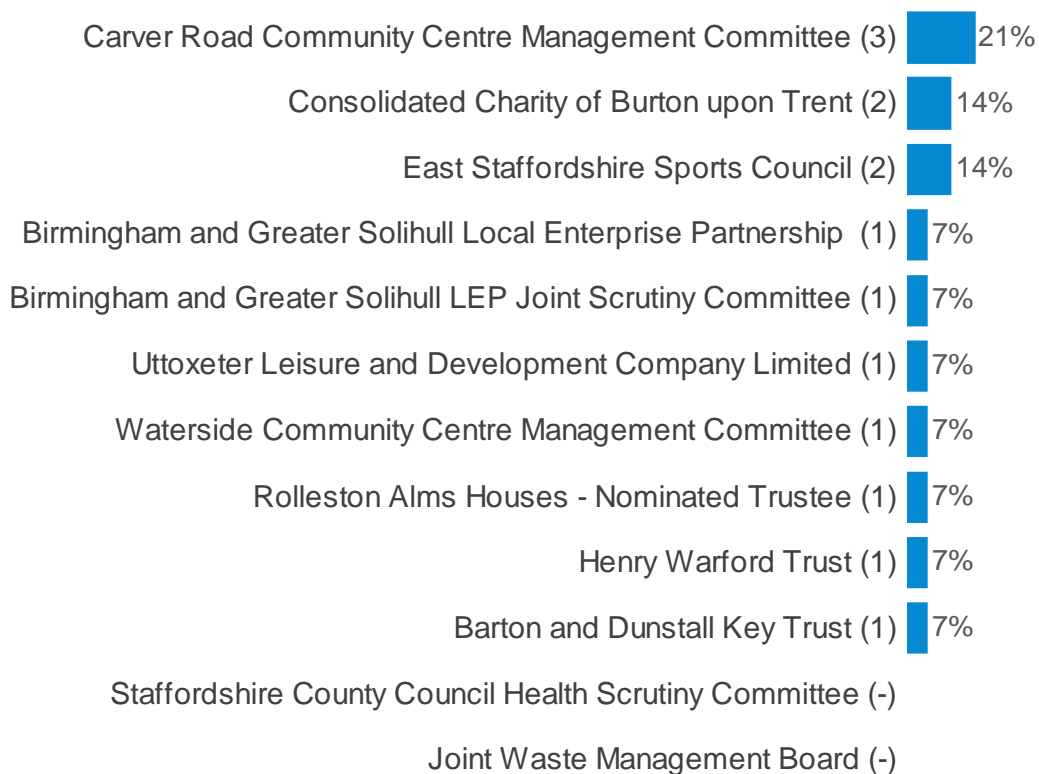 Carver Road Community Centre Management Committee (3) 21%
Consolidated Charity of Burton upon Trent (2) 14%
East Staffordshire Sports Council (2) 14%
Birmingham and Greater Solihull Local Enterprise Partnership (1) 7%
Birmingham and Greater Solihull LEP Joint Scrutiny Committee (1) 7%
Uttoxeter Leisure and Development Company Limited (1) 7%
Waterside Community Centre Management Committee (1) 7%
Rolleston Alms Houses - Nominated Trustee (1) 7%
Henry Warford Trust (1) 7%
Barton and Dunstall Key Trust (1) 7%
Staffordshire County Council Health Scrutiny Committee (-)
Joint Waste Management Board (-)